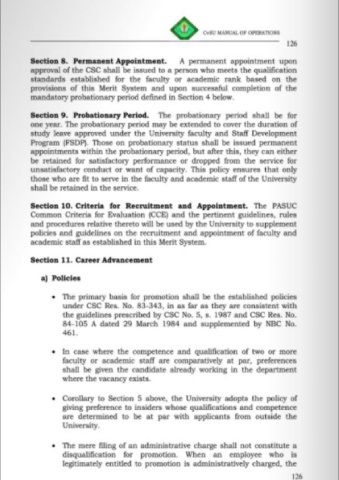 CvSU MANUAL OF OPERATIONS
126
Section 8. Permanent Appointment. A permanent appointment upon
approval of the CSC shall be issued to a person who meets the qualification
standards established for the faculty or academic rank based on the
provisions of this Merit System and upon successful completion of the
mandatory probationary period defined in Section 4 below.
Section 9. Probationary Period. The probationary period shall be for
one year. The probationary period may be extended to cover the duration of
study leave approved under the University faculty and Staff Development
Program (FSDP). Those on probationary status shall be issued permanent
appointments within the probationary period, but after this, they can either
be retained for satisfactory performance or dropped from the service for
unsatisfactory conduct or want of capacity. This policy ensures that only
those who are fit to serve in the faculty and academic staff of the University
shall be retained in the service.
Section 10. Criteria for Recruitment and Appointment. The PASUC
Common Criteria for Evaluation (CCE) and the pertinent guidelines, rules
and procedures relative thereto will be used by the University to supplement
policies and guidelines on the recruitment and appointment of faculty and
academic staff as established in this Merit System.
Section 11. Career Advancement
a) Policies
• The primary basis for promotion shall be the established policies
under CSC Res. No. 83-343, in as far as they are consistent with
the guidelines prescribed by CSC No. 5, s. 1987 and CSC Res. No.
84-105 A dated 29 March 1984 and supplemented by NBC No.
461.
• In case where the competence and qualification of two or more
faculty or academic staff are comparatively at par, preferences
shall be given the candidate already working in the department
where the vacancy exists.
• Corollary to Section 5 above, the University adopts the policy of
giving preference to insiders whose qualifications and competence
are determined to be at par with applicants from outside the
University.
• The mere filing of an administrative charge shall not constitute a
disqualification for promotion. When an employee who is
legitimately entitled to promotion is administratively charged, the
126